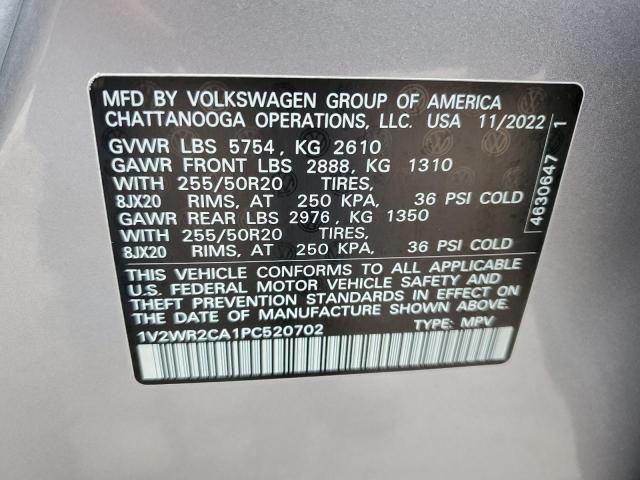 MFD BY VOLKSWAGEN GROUP OF AMERICA
CHATTANOOGA OPERATIONS, LLC. USA 11/2022
GVWR LBS 5754, KG 2610
GAWR FRONT LBS 2888, KG 1310
WITH 255/50R20 TIRES,
8JX20 RIMS, AT 250 KPA, 36 PSI COLD
GAWR REAR LBS 2976, KG 1350
WITH 255/50R20 TIRES,
8JX20 RIMS, AT 250 KPA, 36 PSI COLD
THIS VEHICLE CONFORMS TO ALL APPLICABLE
U.S. FEDERAL MOTOR VEHICLE SAFETY AND
THEFT PREVENTION STANDARDS IN EFFECT ON
THE DATE OF MANUFACTURE SHOWN ABOVE.
1V2WR2CA1PC520702 TYPE: MPV
4630647 1